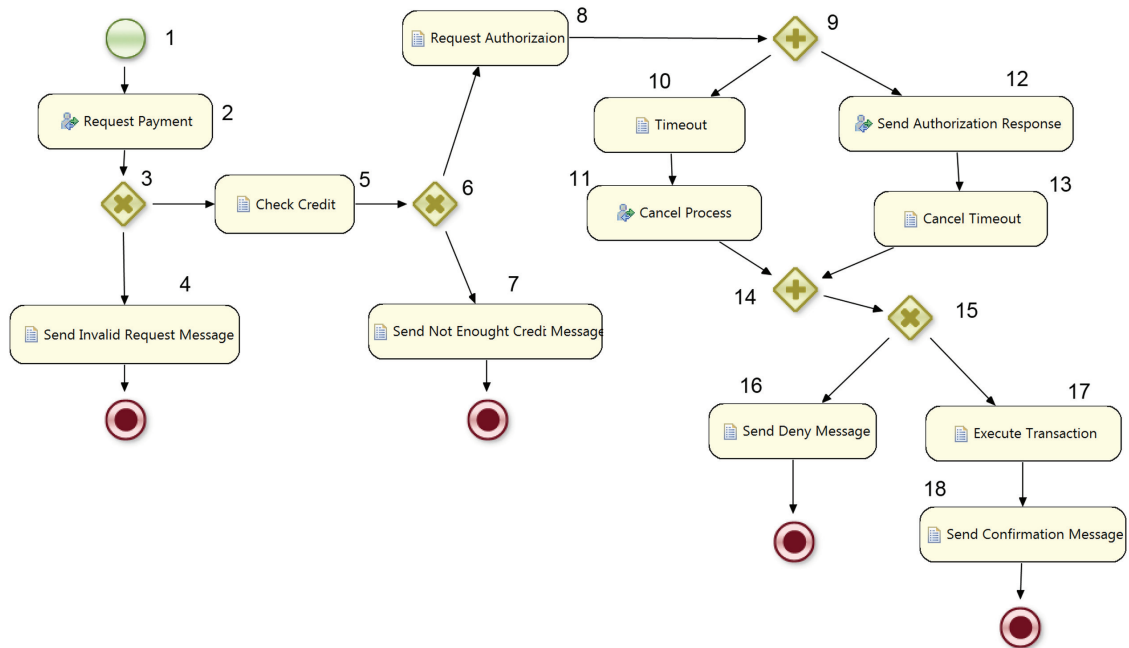 1
2
Request Payment
3
4
Send Invalid Request Message
5
Check Credit
6
7
Send Not Enought Credit Message
8
Request Authorizaion
9
10
Timeout
11
Cancel Process
12
Send Authorization Response
13
Cancel Timeout
14
15
16
Send Deny Message
17
Execute Transaction
18
Send Confirmation Message